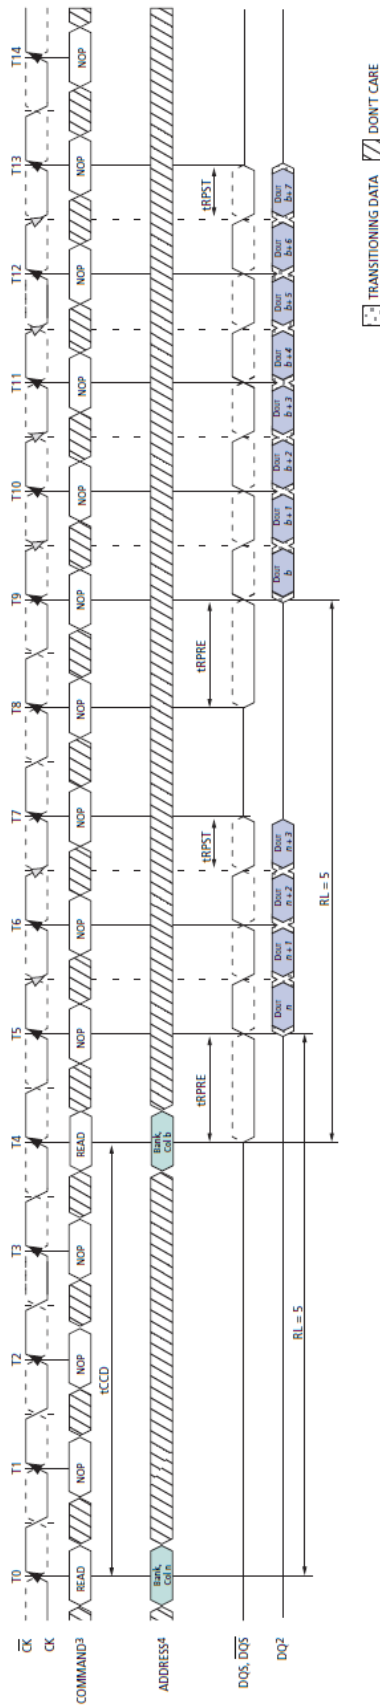 T0 T1 T2 T3 T4 T5 T6 T7 T8 T9 T10 T11 T12 T13 T14
CK
CK
COMMAND3 READ NOP NOP NOP READ NOP NOP NOP NOP NOP NOP NOP NOP NOP NOP
tCCD
ADDRESS4 Bank, Col n Bank, Col b
tRPRE tRPST tRPRE tRPST
DQS, DQS
DQ2 DOUT n DOUT n + 1 DOUT n + 2 DOUT n + 3 DOUT b DOUT b + 1 DOUT b + 2 DOUT b + 3 DOUT b + 4 DOUT b + 5 DOUT b + 6 DOUT b + 7
RL = 5
RL = 5
TRANSITIONING DATA DON'T CARE